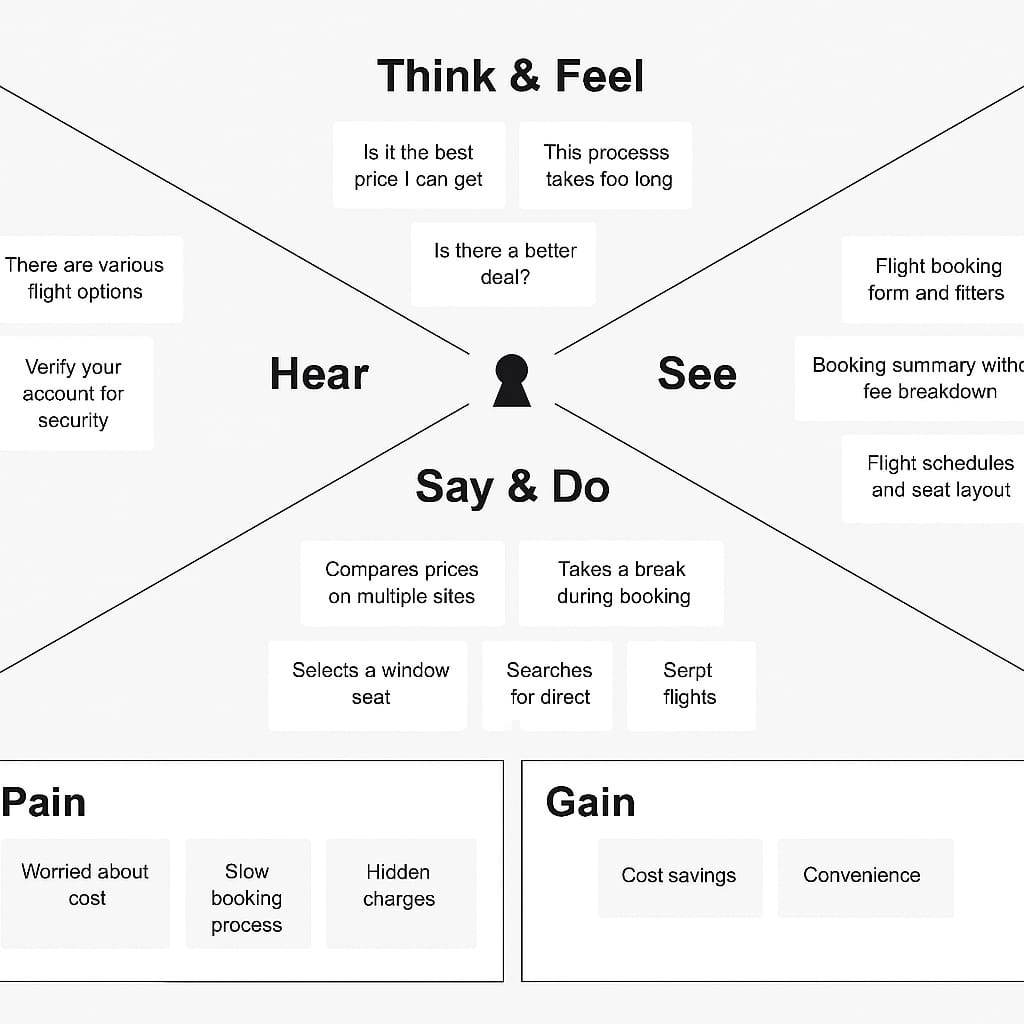 Think & Feel
Is it the best
price I can get
This processs
takes foo long
Is there a better
deal?
There are various
flight options
Verify your
account for
security
Hear
See
Flight booking
form and fitters
Booking summary witho
fee breakdown
Flight schedules
and seat layout
Say & Do
Compares prices
on multiple sites
Takes a break
during booking
Selects a window
seat
Searches
for direct
Serpt
flights
Pain
Worried about
cost
Slow
booking
process
Hidden
charges
Gain
Cost savings
Convenience